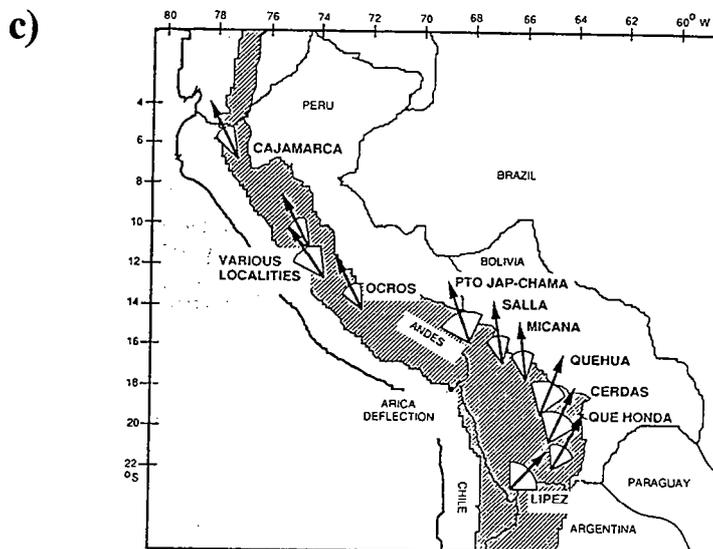 c)
80 78 76 74 72 70 68 66 64 62 60° W
4
6
8
10
12
14
16
18
20
22
°S
PERU
CAJAMARCA
BRAZIL
VARIOUS
LOCALITIES
BOLIVIA
OCROS
PTO JAP-CHAMA
SALLA
MICANA
ANDES
QUEHUA
CERDAS
QUE HONDA
ARICA
DEFLECTION
CHILE
LIPEZ
PARAGUAY
ARGENTINA